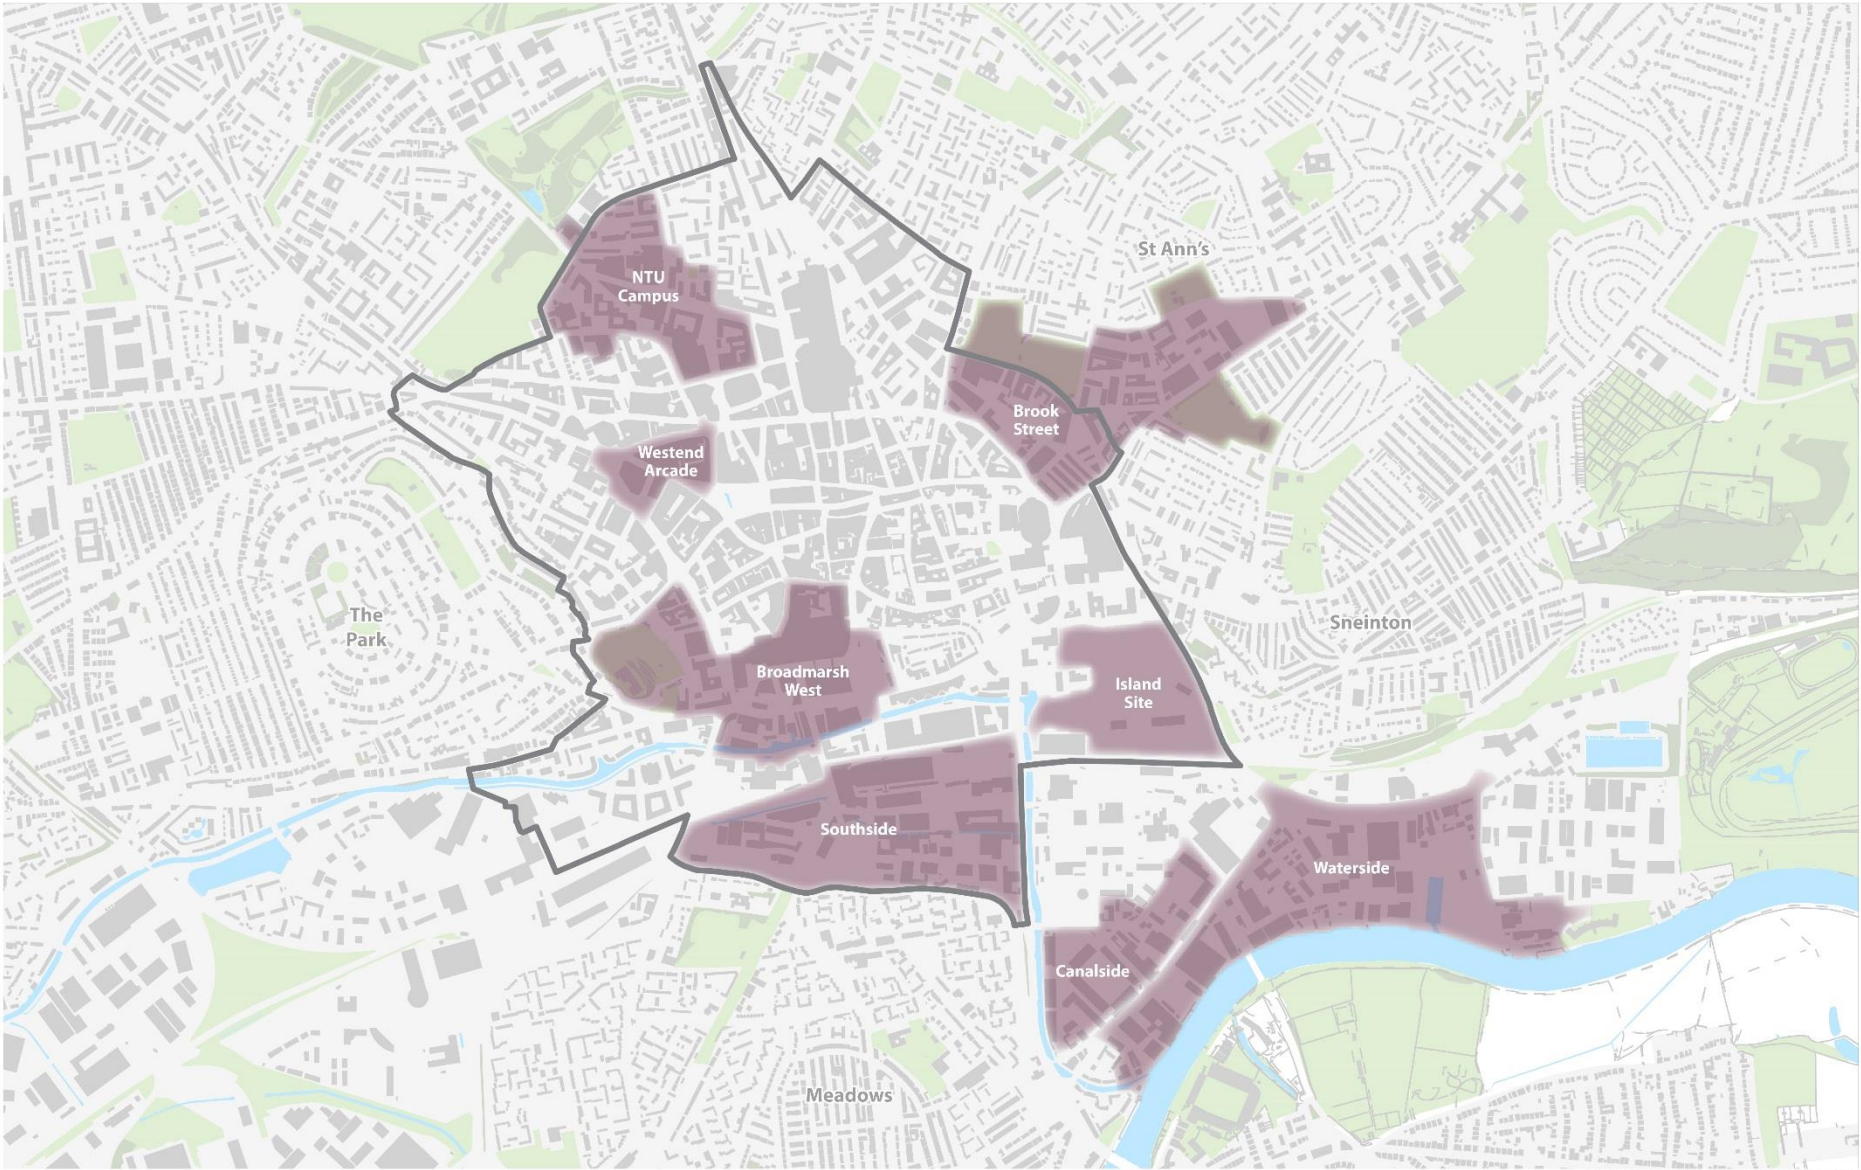 St Ann's
NTU
Campus
Brook
Street
Westend
Arcade
The
Park
Sneinton
Broadmarsh
West
Island
Site
Southside
Waterside
Canalside
Meadows